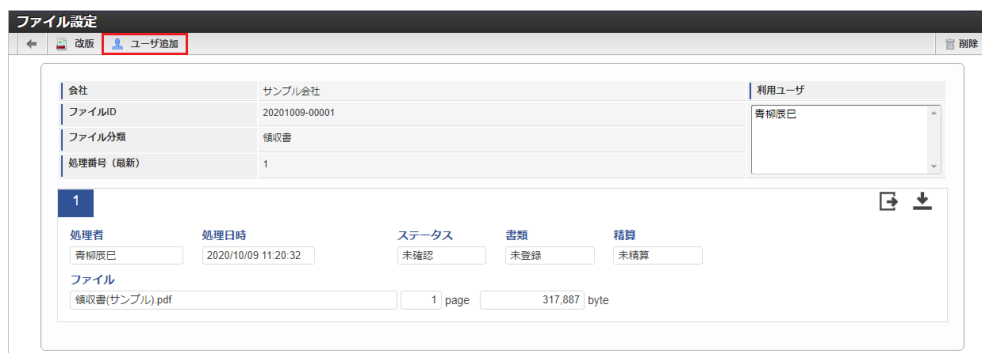 ファイル設定
改版 ユーザ追加 削除
会社 サンプル会社 利用ユーザ
ファイルID 20201009-00001 青柳辰巳
ファイル分類 領収書
処理番号（最新） 1
1
処理者 処理日時 ステータス 書類 精算
青柳辰巳 2020/10/09 11:20:32 未確認 未登録 未精算
ファイル
領収書(サンプル).pdf 1 page 317,887 byte